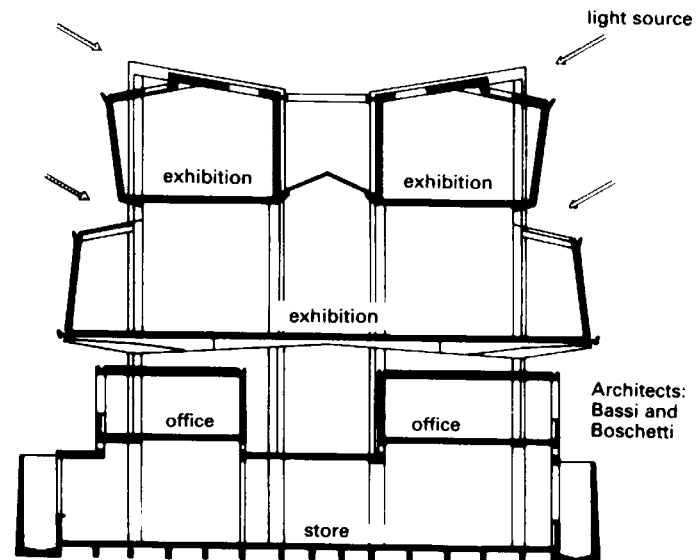 light source
exhibition
exhibition
exhibition
Architects:
Bassi and
Boschetti
office
office
store